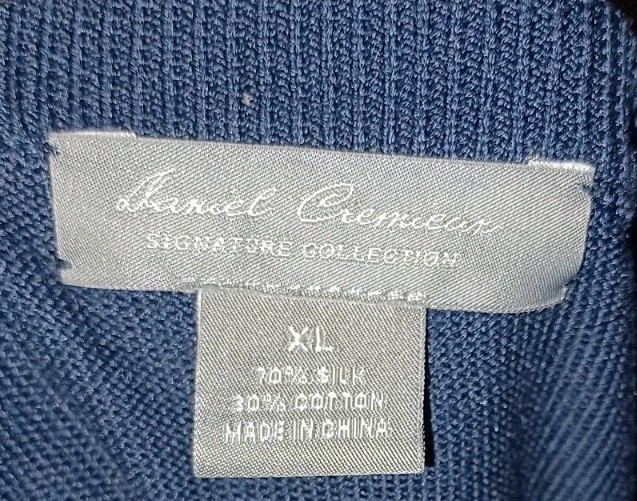 Daniel Cremieux
SIGNATURE COLLECTION
XL
70% SILK
30% COTTON
MADE IN CHINA